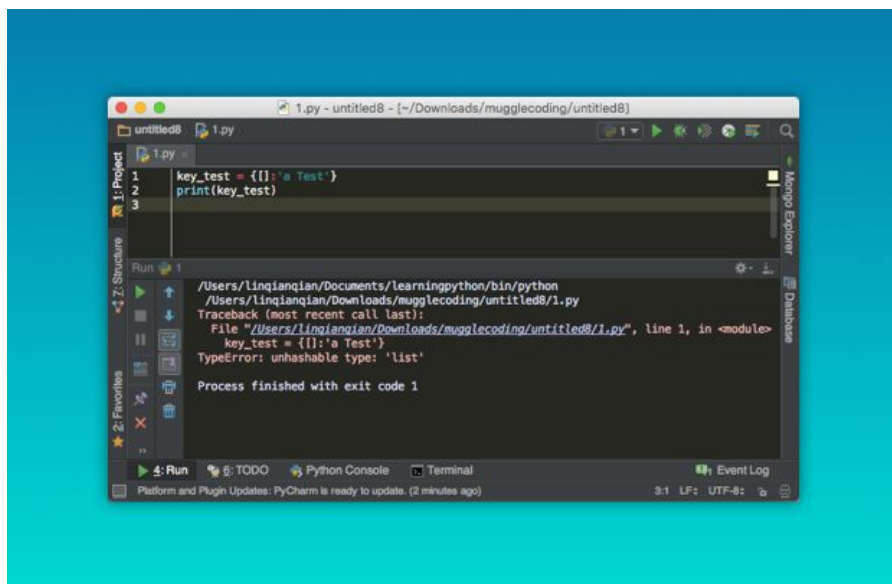 1.py - untitled8 - [~/Downloads/mugglecoding/untitled8]
untitled8 1.py 1
1.py
1: Project
7: Structure
2: Favorites
Mongo Explorer
Database
1 key_test = {[]:'a Test'}
2 print(key_test)
3
Run 1
/Users/linqianqian/Documents/learningpython/bin/python
/Users/linqianqian/Downloads/mugglecoding/untitled8/1.py
Traceback (most recent call last):
File "/Users/linqianqian/Downloads/mugglecoding/untitled8/1.py", line 1, in <module>
key_test = {[]:'a Test'}
TypeError: unhashable type: 'list'
Process finished with exit code 1
4: Run 6: TODO Python Console Terminal 1 Event Log
Platform and Plugin Updates: PyCharm is ready to update. (2 minutes ago) 3:1 LF: UTF-8: